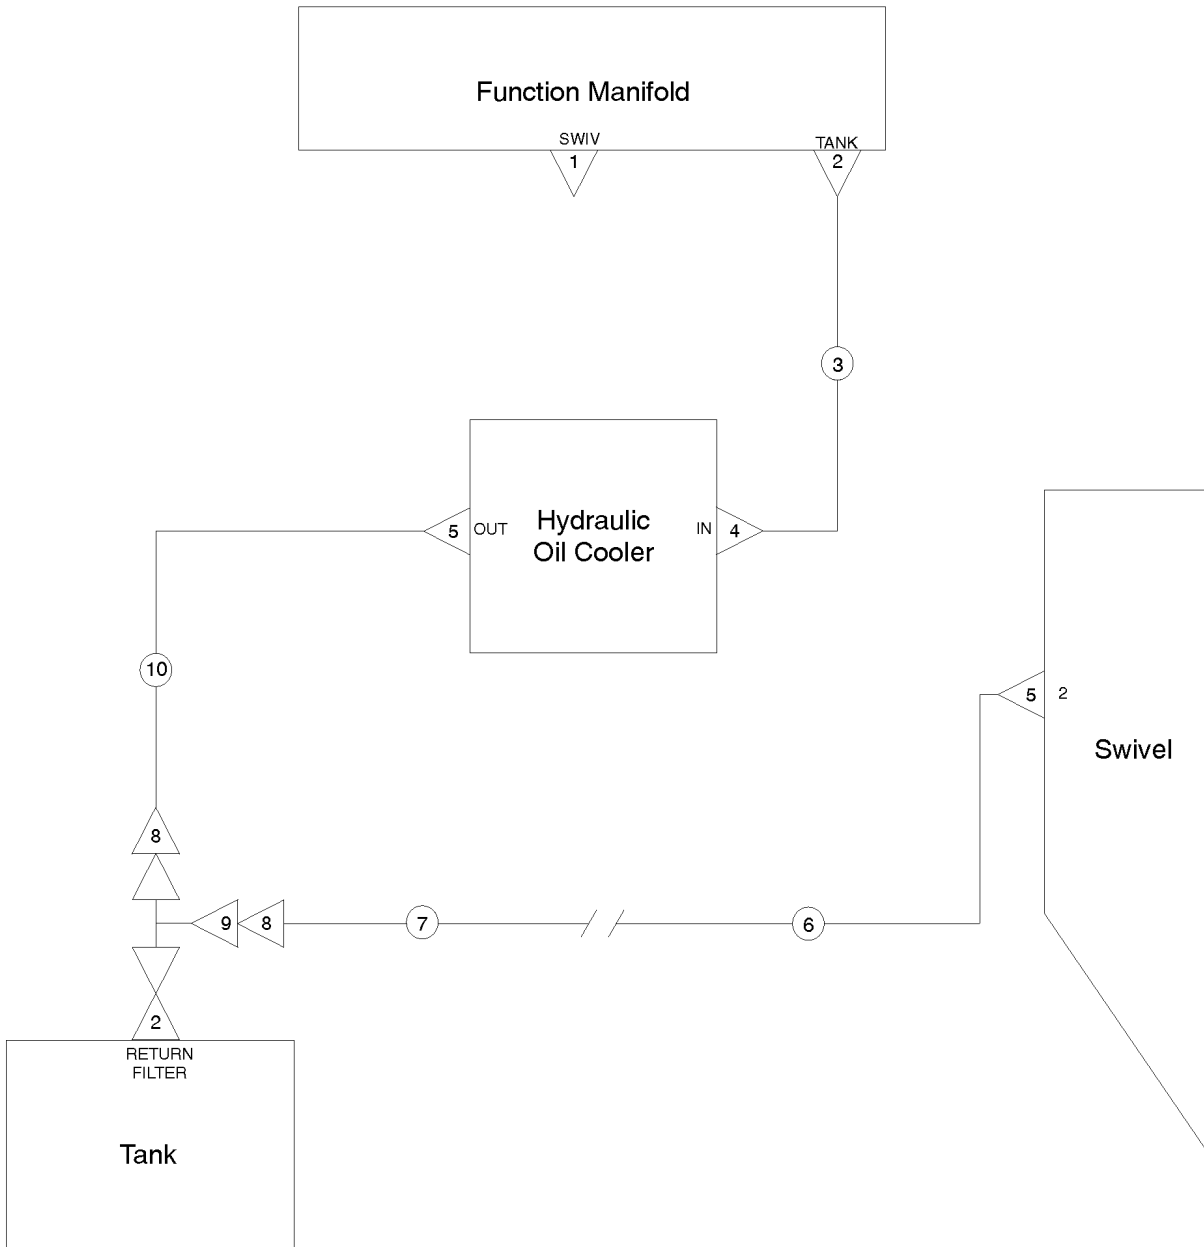 Function Manifold
SWIV
TANK
1
2
3
Hydraulic
Oil Cooler
5
OUT
IN
4
10
5
2
Swivel
8
9
8
7
6
2
RETURN
FILTER
Tank